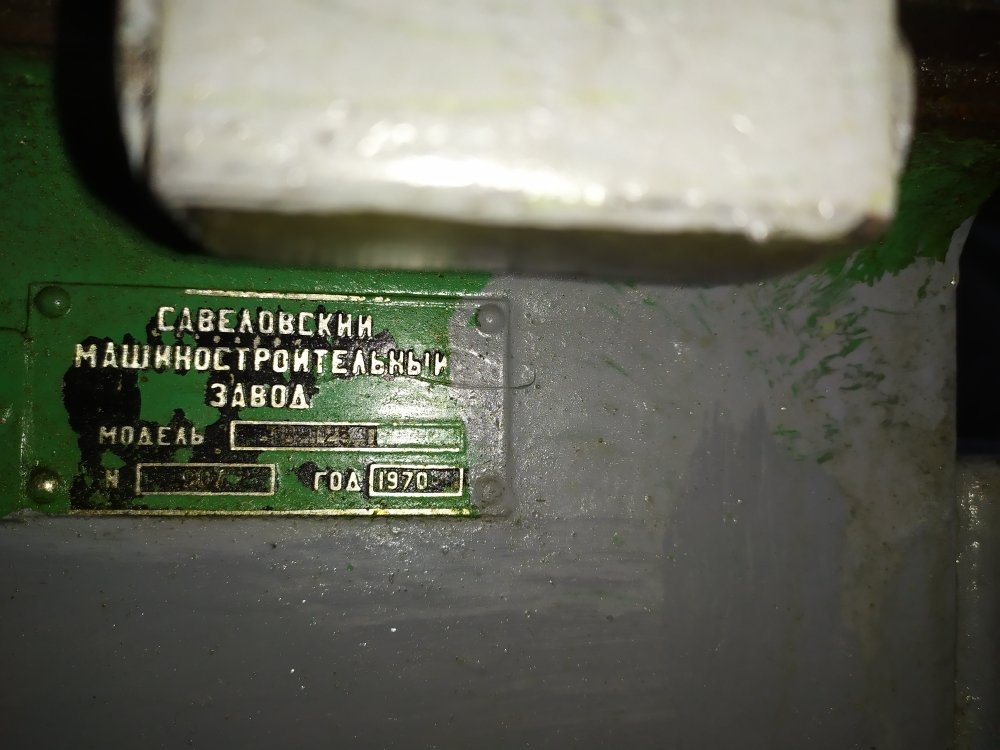 САВЕЛОВСКИЙ
МАШИНОСТРОИТЕЛЬНЫЙ
ЗАВОД
МОДЕЛЬ
N ГОД 1970